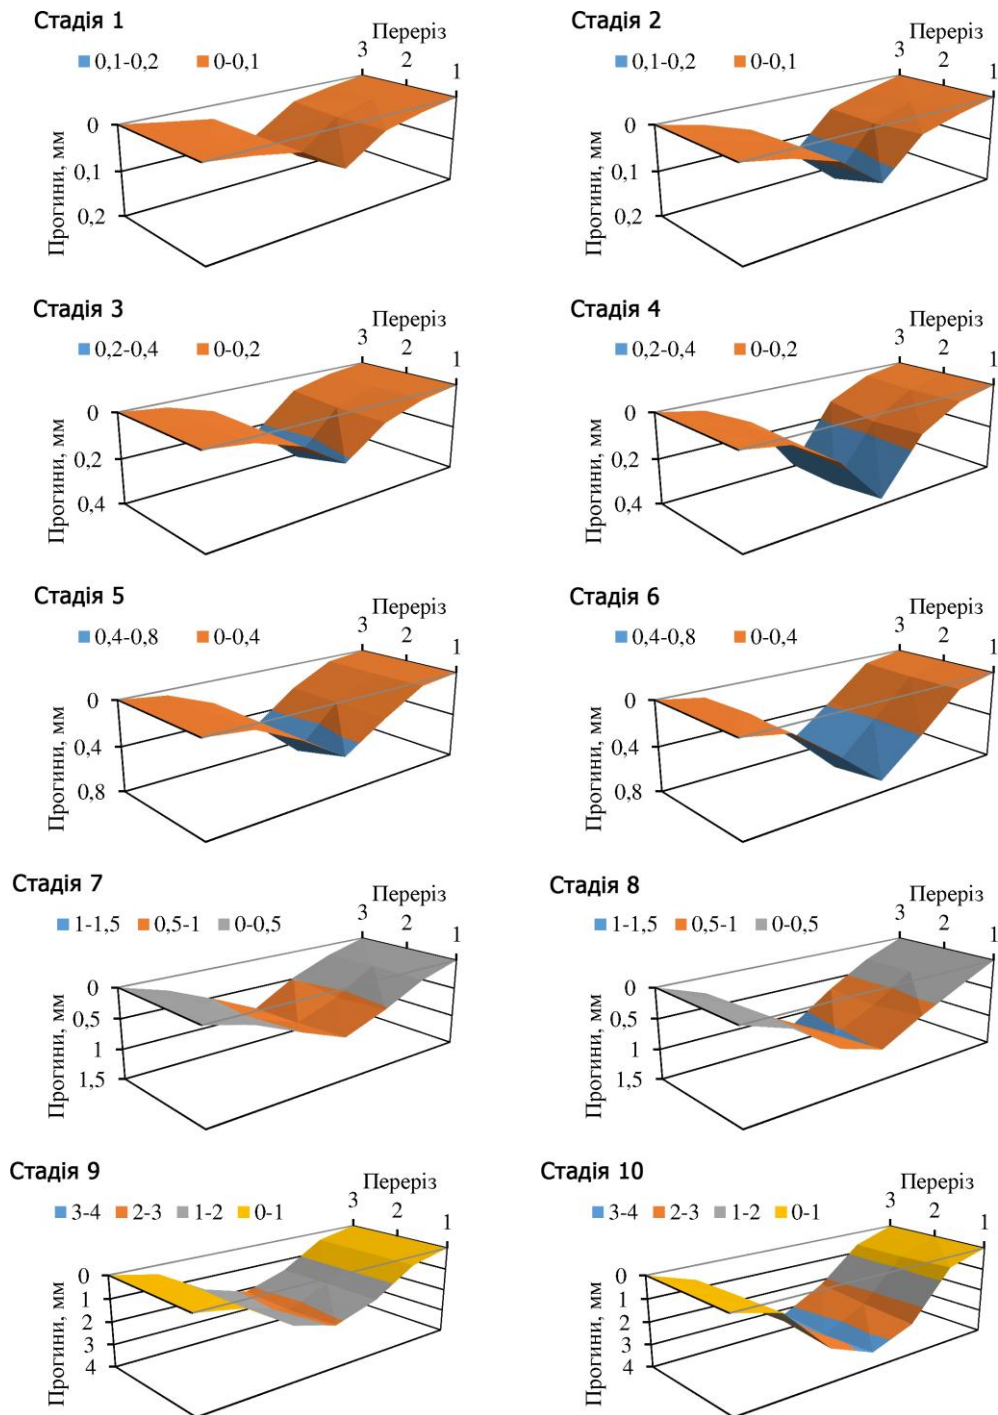 Стадія 1
Переріз
0,1-0,2 0-0,1
3
2
1
0
0,1
0,2
Прогини, мм
Стадія 2
Переріз
0,1-0,2 0-0,1
3
2
1
0
0,1
0,2
Прогини, мм
Стадія 3
Переріз
0,2-0,4 0-0,2
3
2
1
0
0,2
0,4
Прогини, мм
Стадія 4
Переріз
0,2-0,4 0-0,2
3
2
1
0
0,2
0,4
Прогини, мм
Стадія 5
Переріз
0,4-0,8 0-0,4
3
2
1
0
0,4
0,8
Прогини, мм
Стадія 6
Переріз
0,4-0,8 0-0,4
3
2
1
0
0,4
0,8
Прогини, мм
Стадія 7
Переріз
1-1,5 0,5-1 0-0,5
3
2
1
0
0,5
1
1,5
Прогини, мм
Стадія 8
Переріз
1-1,5 0,5-1 0-0,5
3
2
1
0
0,5
1
1,5
Прогини, мм
Стадія 9
Переріз
3-4 2-3 1-2 0-1
3
2
1
0
1
2
3
4
Прогини, мм
Стадія 10
Переріз
3-4 2-3 1-2 0-1
3
2
1
0
1
2
3
4
Прогини, мм